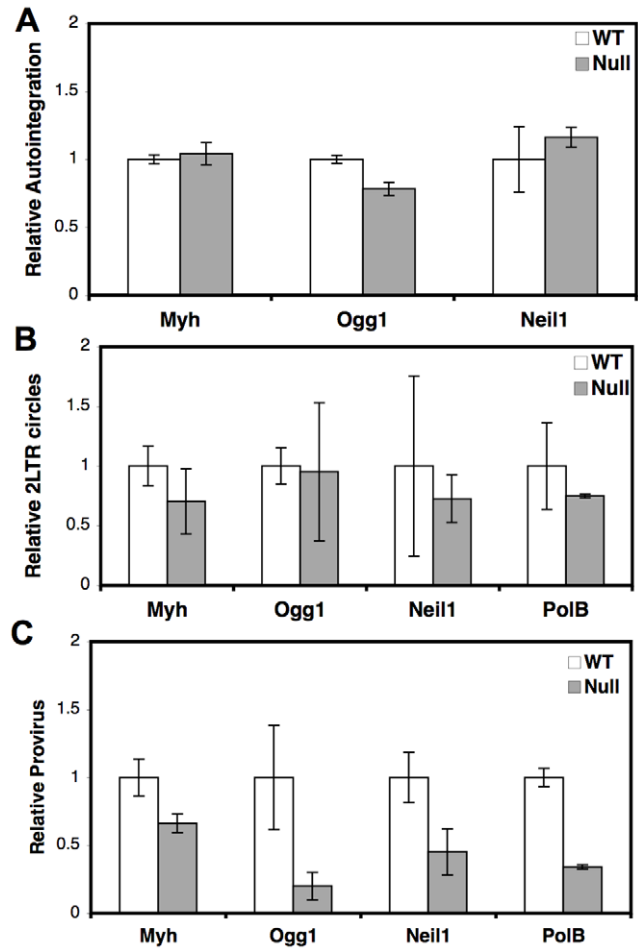 A
Relative Autointegration
2
1.5
1
0.5
0
WT
Null
Myh Ogg1 Neil1
B
Relative 2LTR circles
2
1.5
1
0.5
0
WT
Null
Myh Ogg1 Neil1 PolB
C
Relative Provirus
2
1.5
1
0.5
0
WT
Null
Myh Ogg1 Neil1 PolB